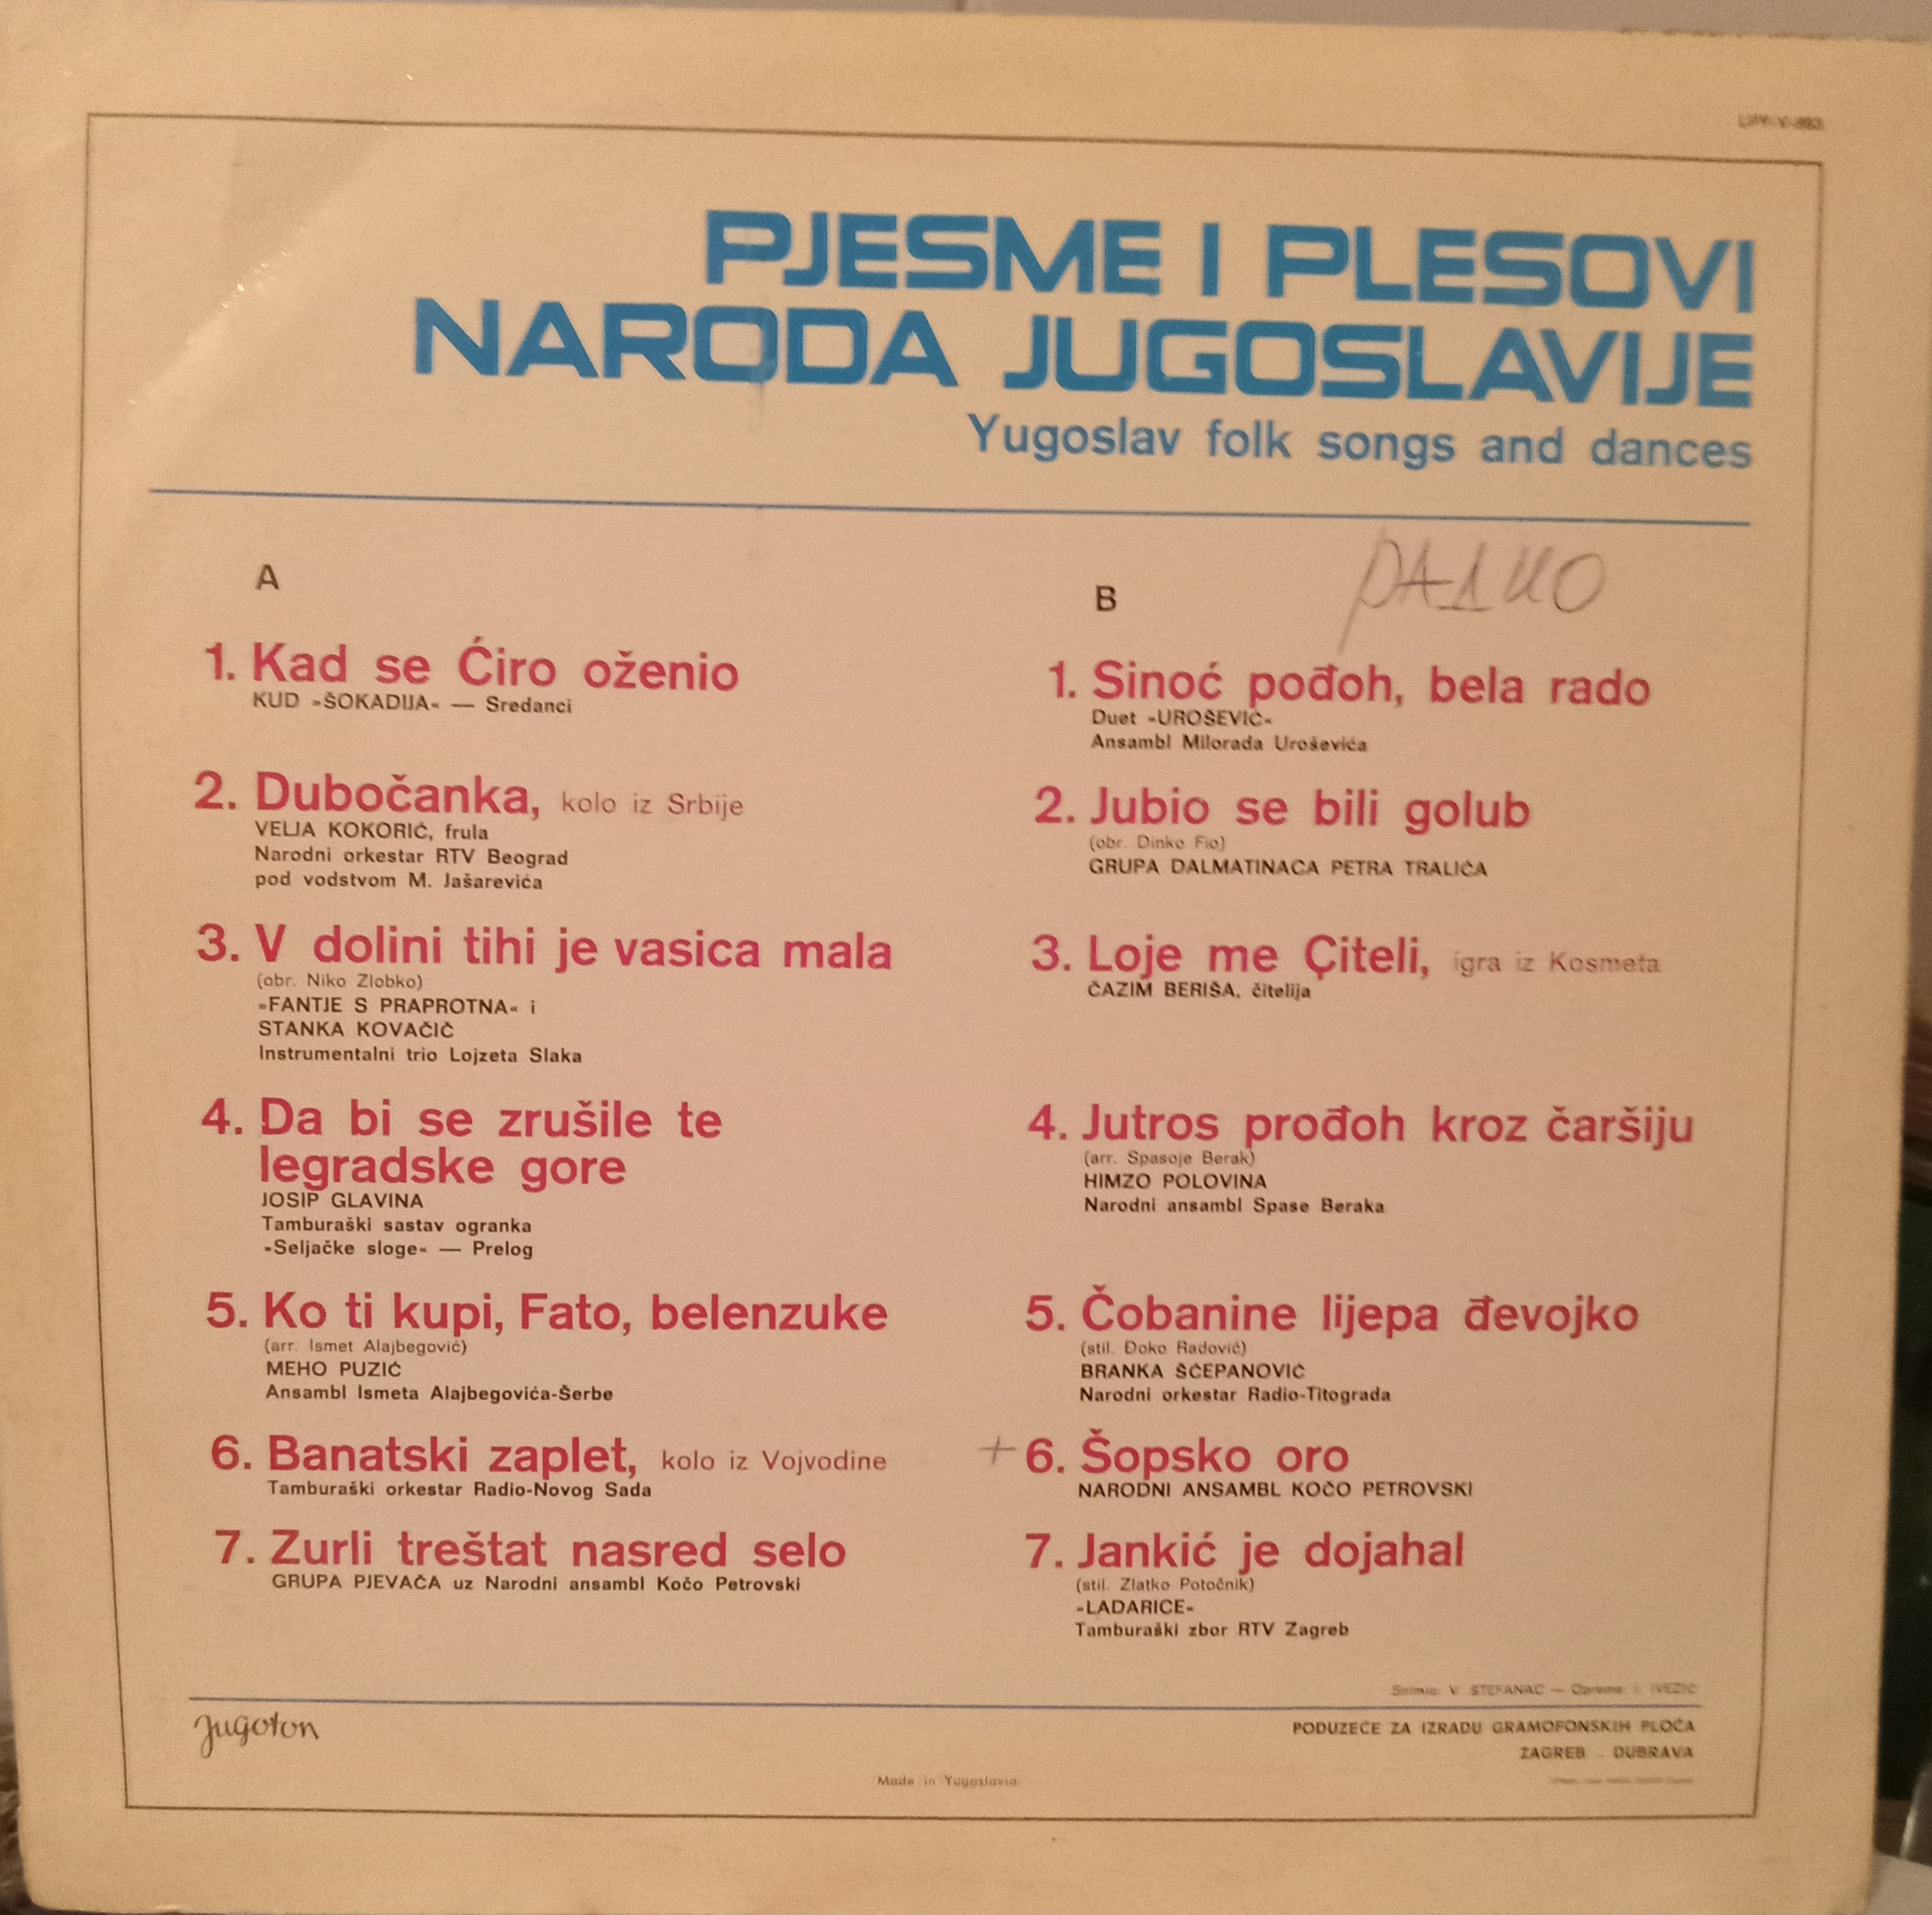 PJESME I PLESOVI
NARODA JUGOSLAVIJE
Yugoslav folk songs and dances
A
1. Kad se Ćiro oženio
KUD »ŠOKADIJA« — Sredanci
2. Dubočanka, kolo iz Srbije
VELJA KOKORIĆ, frula
Narodni orkestar RTV Beograd
pod vodstvom M. Jašarevića
3. V dolini tihi je vasica mala
(obr. Niko Zlobko)
»FANTJE S PRAPROTNA« i
STANKA KOVAČIČ
Instrumentalni trio Lojzeta Slaka
4. Da bi se zrušile te
legradske gore
JOSIP GLAVINA
Tamburaški sastav ogranka
»Seljačke sloge« — Prelog
5. Ko ti kupi, Fato, belenzuke
(arr. Ismet Alajbegović)
MEHO PUZIĆ
Ansambl Ismeta Alajbegovića-Šerbe
6. Banatski zaplet, kolo iz Vojvodine
Tamburaški orkestar Radio-Novog Sada
7. Zurli treštat nasred selo
GRUPA PJEVAČA uz Narodni ansambl Kočo Petrovski
B
1. Sinoć pođoh, bela rado
Duet »UROŠEVIĆ«
Ansambl Milorada Uroševića
2. Jubio se bili golub
(obr. Dinko Fio)
GRUPA DALMATINACA PETRA TRALIĆA
3. Loje me Çiteli, igra iz Kosmeta
ĆAZIM BERIŠA, čitelija
4. Jutros prođoh kroz čaršiju
(arr. Spasoje Berak)
HIMZO POLOVINA
Narodni ansambl Spase Beraka
5. Čobanine lijepa đevojko
(stil. Đoko Radović)
BRANKA ŠĆEPANOVIĆ
Narodni orkestar Radio-Titograda
+ 6. Šopsko oro
NARODNI ANSAMBL KOČO PETROVSKI
7. Jankić je dojahal
(stil. Zlatko Potočnik)
»LADARICE«
Tamburaški zbor RTV Zagreb
Snimio: V. STEFANAC — Oprema: I. IVEZIĆ
Jugoton
PODUZEĆE ZA IZRADU GRAMOFONSKIH PLOČA
ZAGREB - DUBRAVA
Made in Yugoslavia